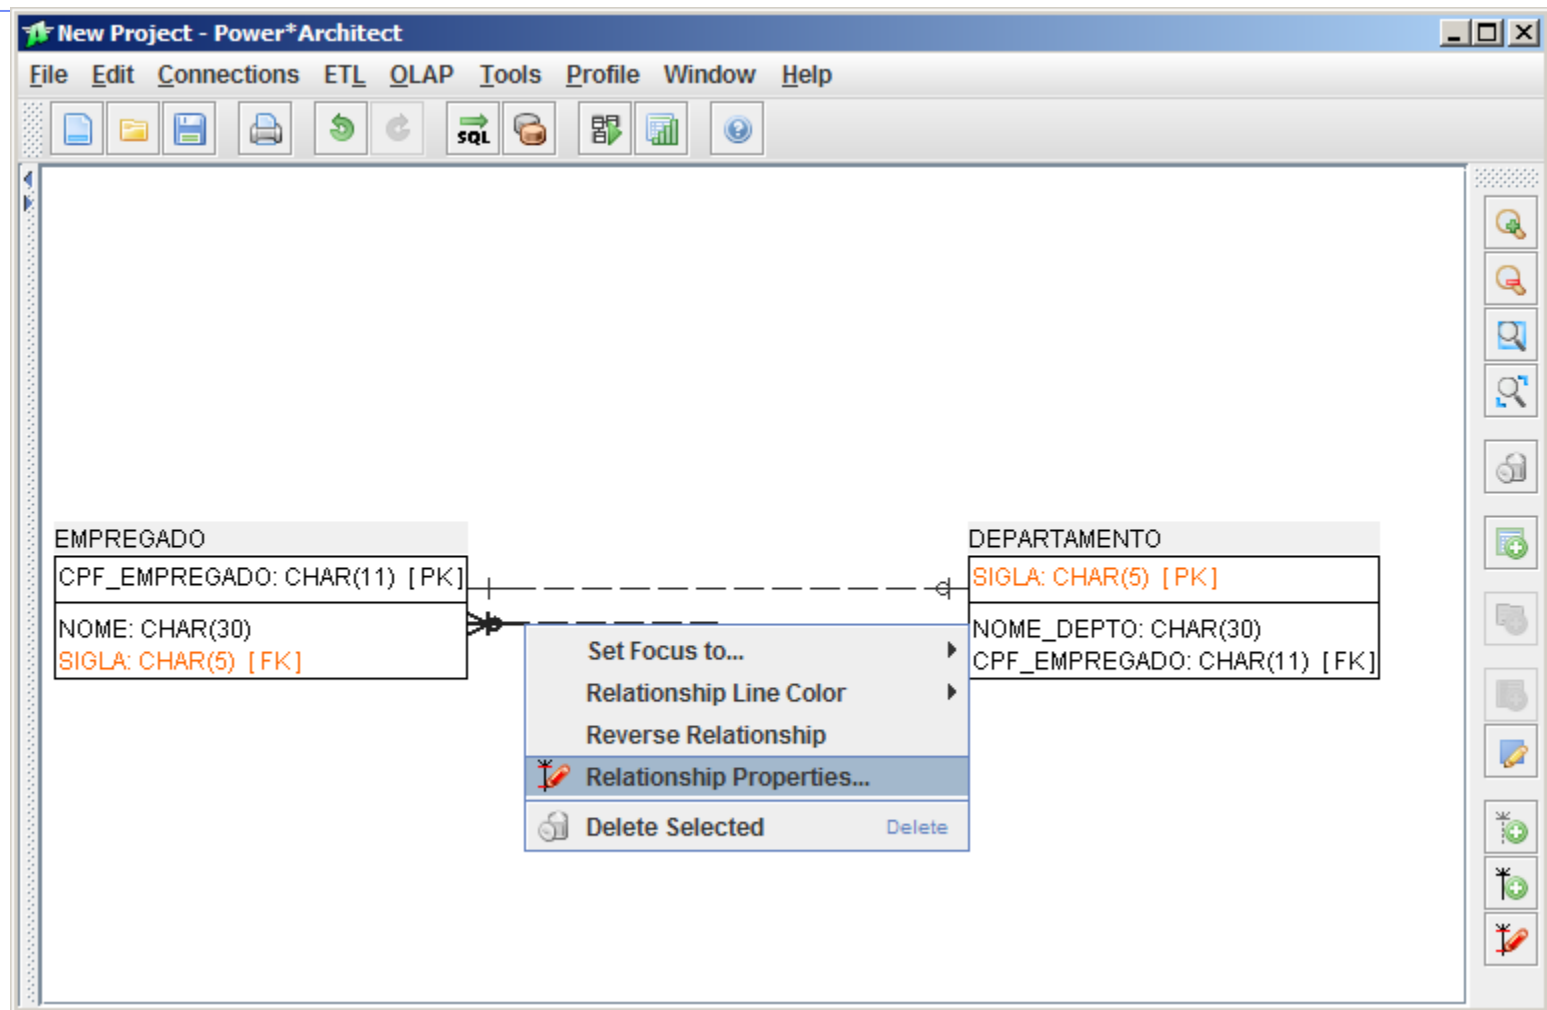 New Project - Power*Architect
File Edit Connections ETL OLAP Tools Profile Window Help
SQL
EMPREGADO
CPF_EMPREGADO: CHAR(11) [PK]
NOME: CHAR(30)
SIGLA: CHAR(5) [FK]
DEPARTAMENTO
SIGLA: CHAR(5) [PK]
NOME_DEPTO: CHAR(30)
CPF_EMPREGADO: CHAR(11) [FK]
Set Focus to...
Relationship Line Color
Reverse Relationship
Relationship Properties...
Delete Selected Delete